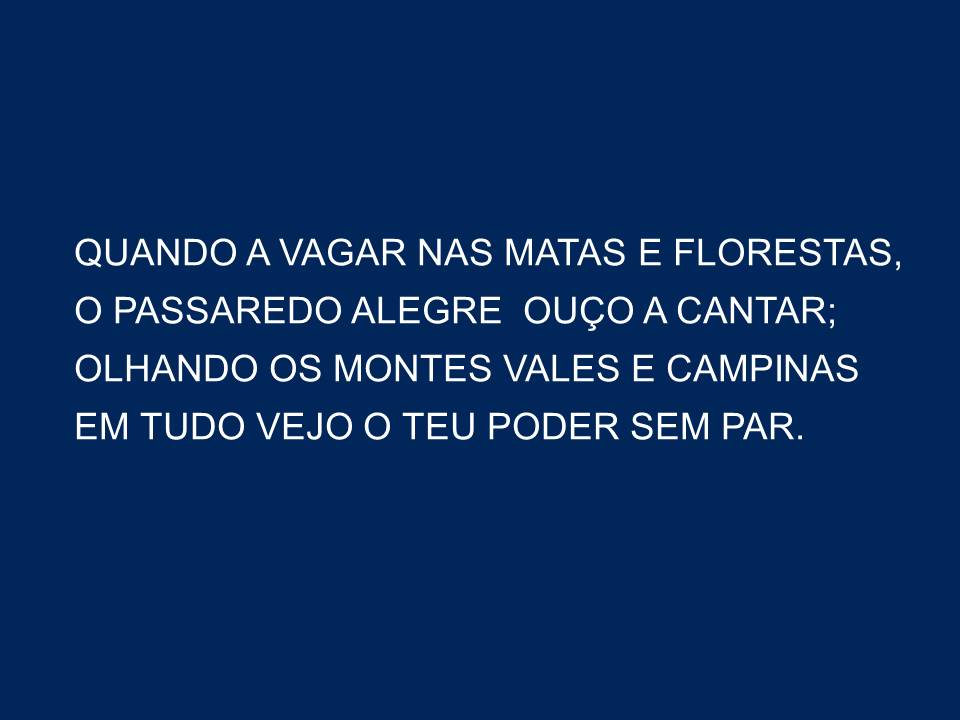 QUANDO A VAGAR NAS MATAS E FLORESTAS,
O PASSAREDO ALEGRE  OUÇO A CANTAR;
OLHANDO OS MONTES VALES E CAMPINAS
EM TUDO VEJO O TEU PODER SEM PAR.